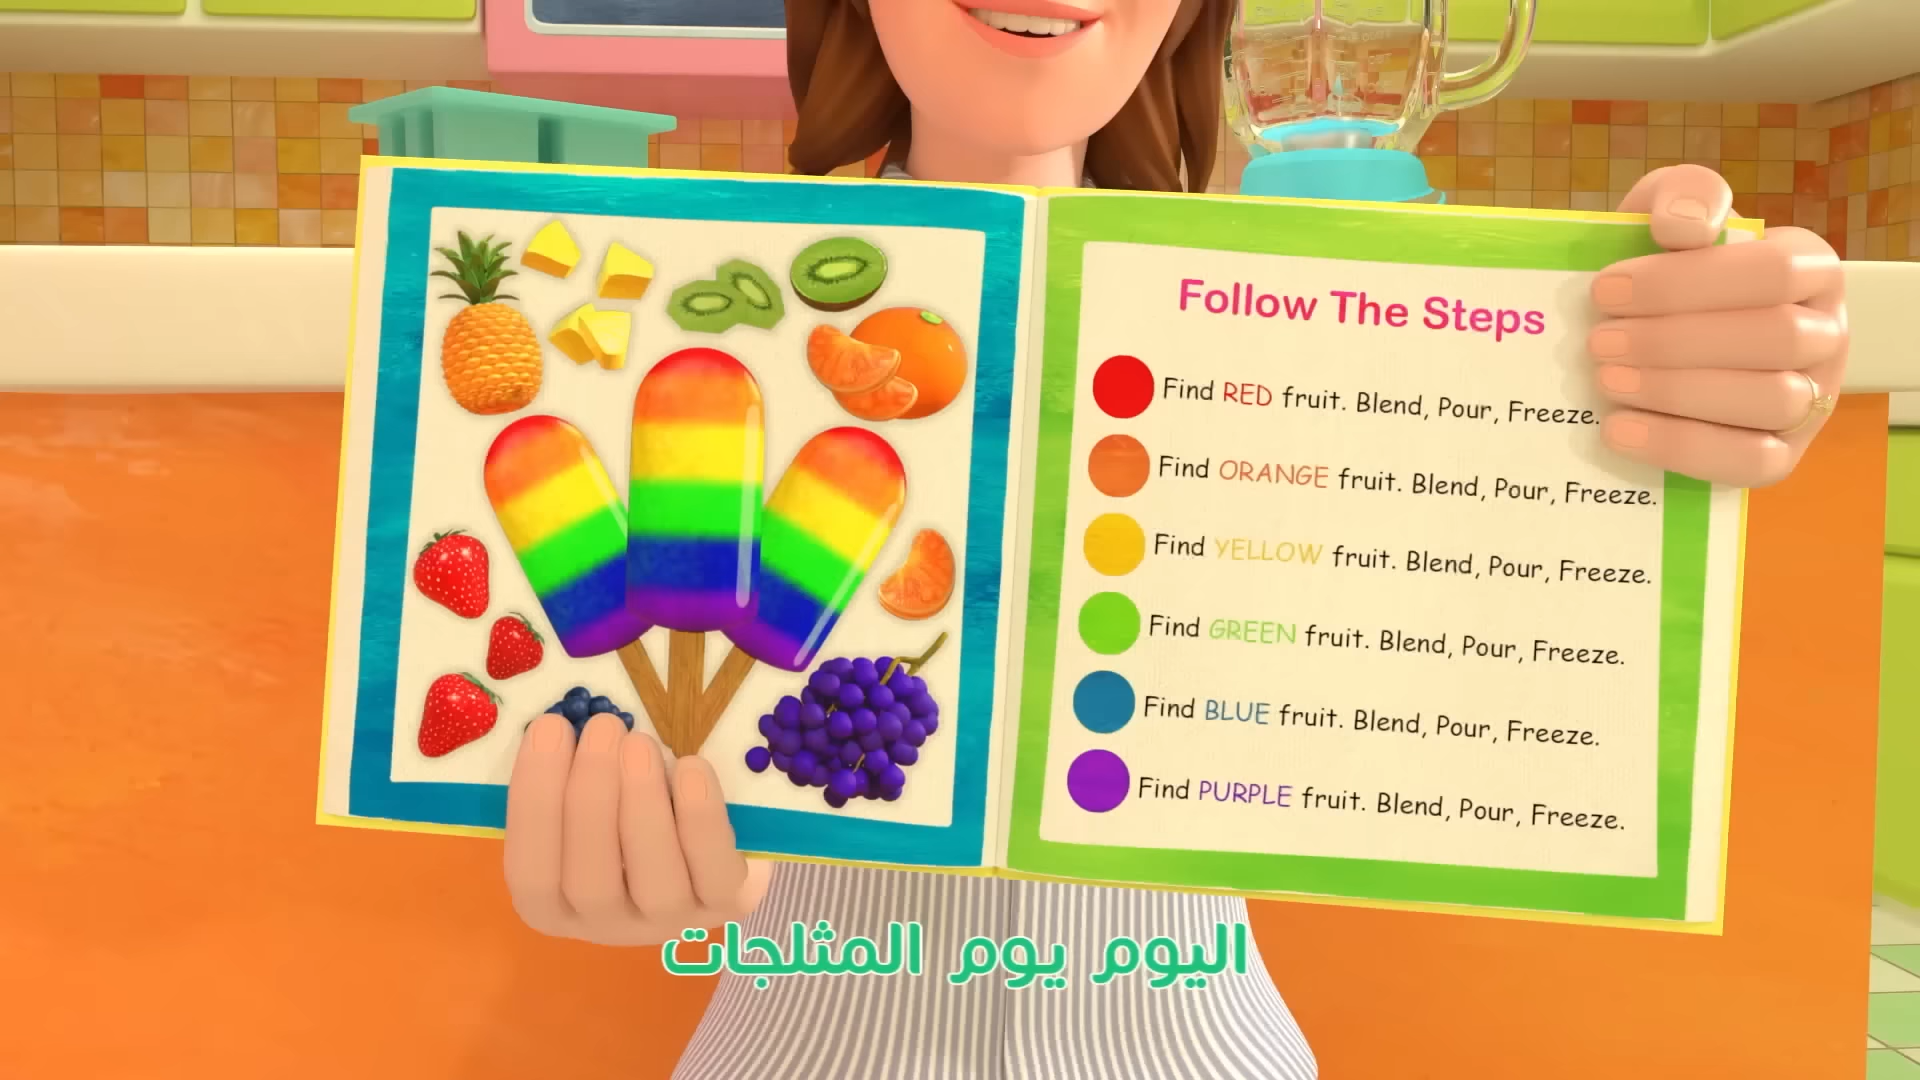 Follow The Steps
Find RED fruit. Blend, Pour, Freeze.
Find ORANGE fruit. Blend, Pour, Freeze.
Find YELLOW fruit. Blend, Pour, Freeze.
Find GREEN fruit. Blend, Pour, Freeze.
Find BLUE fruit. Blend, Pour, Freeze.
Find PURPLE fruit. Blend, Pour, Freeze.
اليوم يوم المثلجات